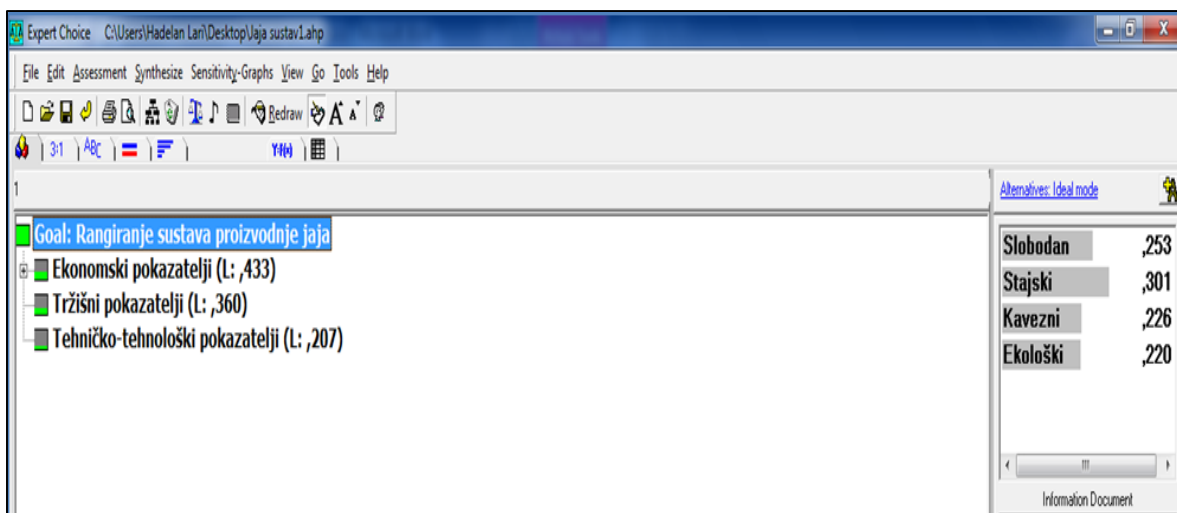 Expert Choice C:\Users\Hadelan Lari\Desktop\Jaja sustav1.ahp
File Edit Assessment Synthesize Sensitivity-Graphs View Go Tools Help
Redraw A A
3:1 ABC Y:f(x)
1
Goal: Rangiranje sustava proizvodnje jaja
Ekonomski pokazatelji (L: ,433)
Tržišni pokazatelji (L: ,360)
Tehničko-tehnološki pokazatelji (L: ,207)
Alternatives: Ideal mode
Slobodan ,253
Stajski ,301
Kavezni ,226
Ekološki ,220
Information Document